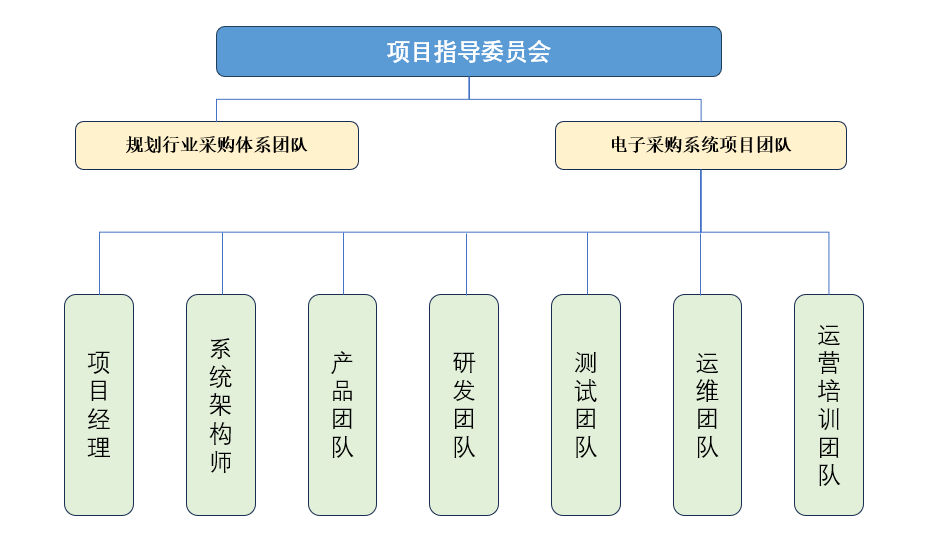 项目指导委员会
规划行业采购体系团队
电子采购系统项目团队
项目经理
系统架构师
产品团队
研发团队
测试团队
运维团队
运营培训团队